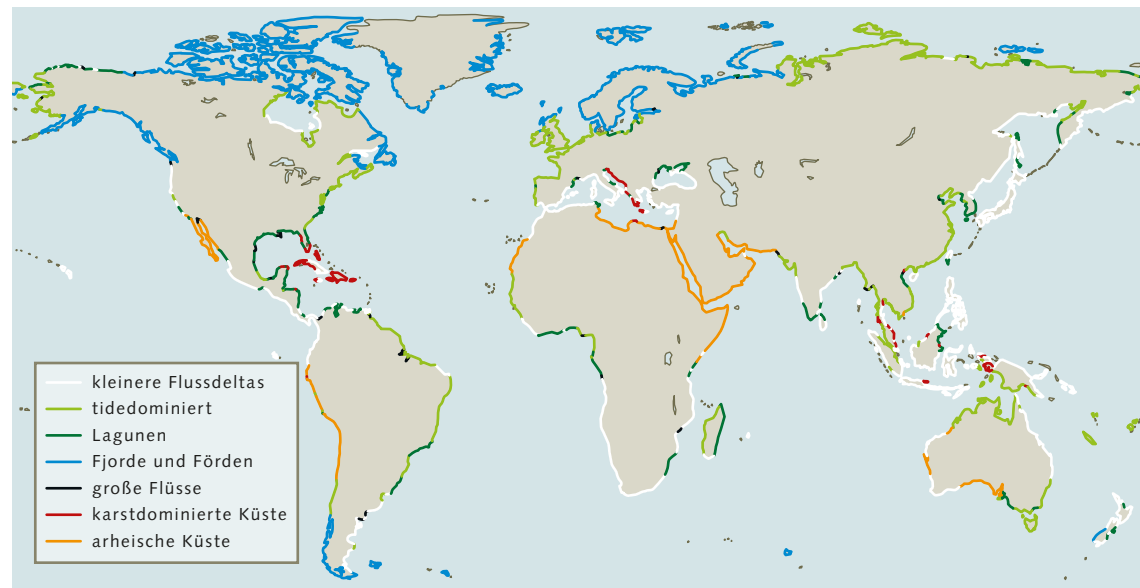 kleinere Flussdeltas
tidedominiert
Lagunen
Fjorde und Förden
große Flüsse
karstdominierte Küste
arheische Küste